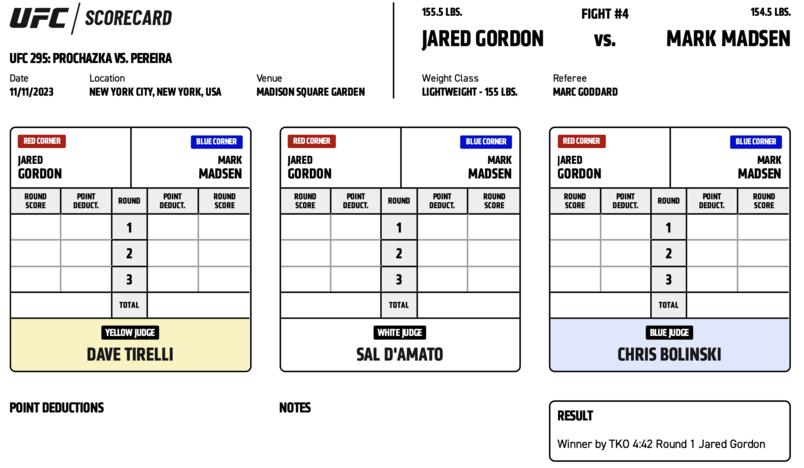 UFC / SCORECARD
UFC 295: PROCHAZKA VS. PEREIRA
Date Location Venue
11/11/2023 NEW YORK CITY, NEW YORK, USA MADISON SQUARE GARDEN
155.5 LBS. FIGHT #4 154.5 LBS.
JARED GORDON VS. MARK MADSEN
Weight Class Referee
LIGHTWEIGHT - 155 LBS. MARC GODDARD
RED CORNER BLUE CORNER
JARED MARK
GORDON MADSEN
ROUND POINT ROUND POINT ROUND
SCORE DEDUCT. DEDUCT. SCORE
1
2
3
TOTAL
YELLOW JUDGE
DAVE TIRELLI
RED CORNER BLUE CORNER
JARED MARK
GORDON MADSEN
ROUND POINT ROUND POINT ROUND
SCORE DEDUCT. DEDUCT. SCORE
1
2
3
TOTAL
WHITE JUDGE
SAL D'AMATO
RED CORNER BLUE CORNER
JARED MARK
GORDON MADSEN
ROUND POINT ROUND POINT ROUND
SCORE DEDUCT. DEDUCT. SCORE
1
2
3
TOTAL
BLUE JUDGE
CHRIS BOLINSKI
POINT DEDUCTIONS
NOTES
RESULT
Winner by TKO 4:42 Round 1 Jared Gordon